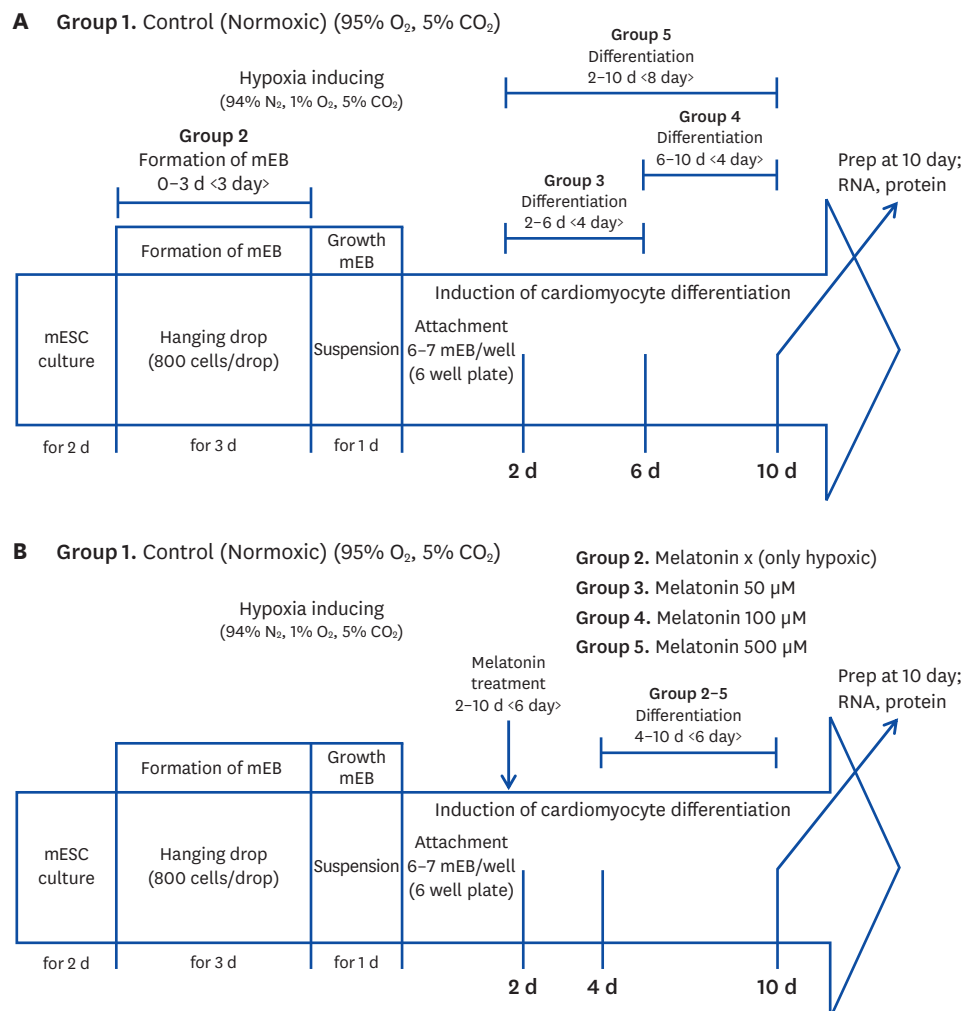 A Group 1. Control (Normoxic) (95% O₂, 5% CO₂)
Hypoxia inducing
(94% N₂, 1% O₂, 5% CO₂)
Group 5
Differentiation
2–10 d <8 day>
Group 4
Differentiation
6–10 d <4 day>
Group 2
Formation of mEB
0–3 d <3 day>
Group 3
Differentiation
2–6 d <4 day>
Prep at 10 day;
RNA, protein
Formation of mEB
Growth
mEB
Induction of cardiomyocyte differentiation
mESC
culture
Hanging drop
(800 cells/drop)
Suspension
Attachment
6–7 mEB/well
(6 well plate)
for 2 d
for 3 d
for 1 d
2 d
6 d
10 d
B Group 1. Control (Normoxic) (95% O₂, 5% CO₂)
Hypoxia inducing
(94% N₂, 1% O₂, 5% CO₂)
Group 2. Melatonin x (only hypoxic)
Group 3. Melatonin 50 µM
Group 4. Melatonin 100 µM
Group 5. Melatonin 500 µM
Melatonin
treatment
2–10 d <6 day>
Group 2–5
Differentiation
4–10 d <6 day>
Prep at 10 day;
RNA, protein
Formation of mEB
Growth
mEB
Induction of cardiomyocyte differentiation
mESC
culture
Hanging drop
(800 cells/drop)
Suspension
Attachment
6–7 mEB/well
(6 well plate)
for 2 d
for 3 d
for 1 d
2 d
4 d
10 d